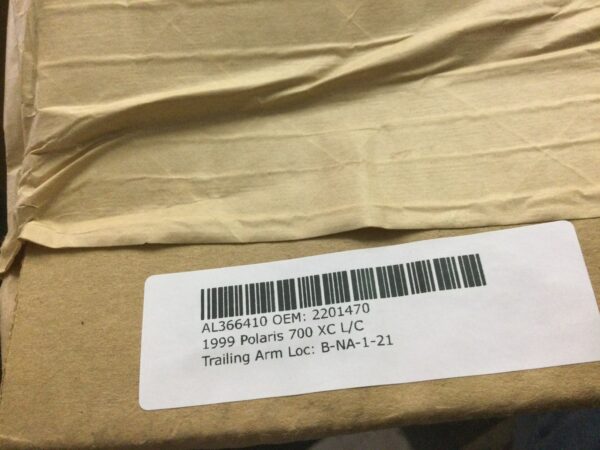 AL366410 OEM: 2201470
1999 Polaris 700 XC L/C
Trailing Arm Loc: B-NA-1-21